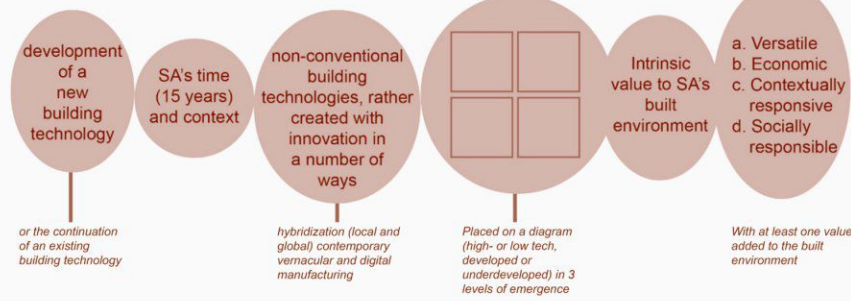 development
of a
new
building
technology
SA's time
(15 years)
and context
non-conventional
building
technologies, rather
created with
innovation in
a number of
ways
Intrinsic
value to SA's
built
environment
a. Versatile
b. Economic
c. Contextually
responsive
d. Socially
responsible
or the continuation
of an existing
building technology
hybridization (local and
global) contemporary
vernacular and digital
manufacturing
Placed on a diagram
(high- or low tech,
developed or
underdeveloped) in 3
levels of emergence
With at least one value
added to the built
environment